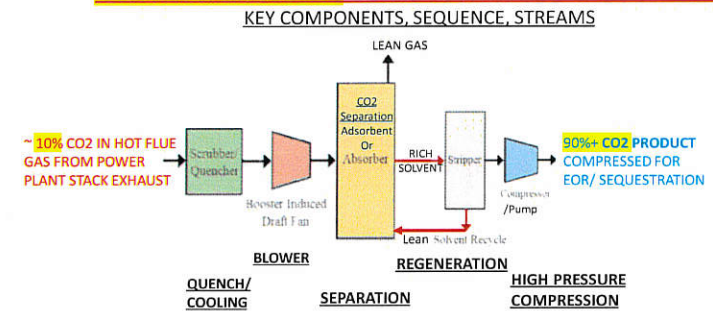 KEY COMPONENTS, SEQUENCE, STREAMS
LEAN GAS
~ 10% CO2 IN HOT FLUE
GAS FROM POWER
PLANT STACK EXHAUST
Scrubber/
Quencher
Booster Induced
Draft Fan
CO2
Separation
Adsorbent
Or
Absorber
RICH
SOLVENT
Stripper
Compressor
/Pump
90%+ CO2 PRODUCT
COMPRESSED FOR
EOR/ SEQUESTRATION
Lean Solvent Recycle
BLOWER
REGENERATION
QUENCH/
COOLING
SEPARATION
HIGH PRESSURE
COMPRESSION